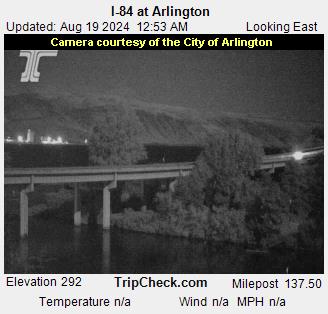 I-84 at Arlington
Updated: Aug 19 2024 12:53 AM Looking East
Camera courtesy of the City of Arlington
Elevation 292 TripCheck.com Milepost 137.50
Temperature n/a Wind n/a MPH n/a